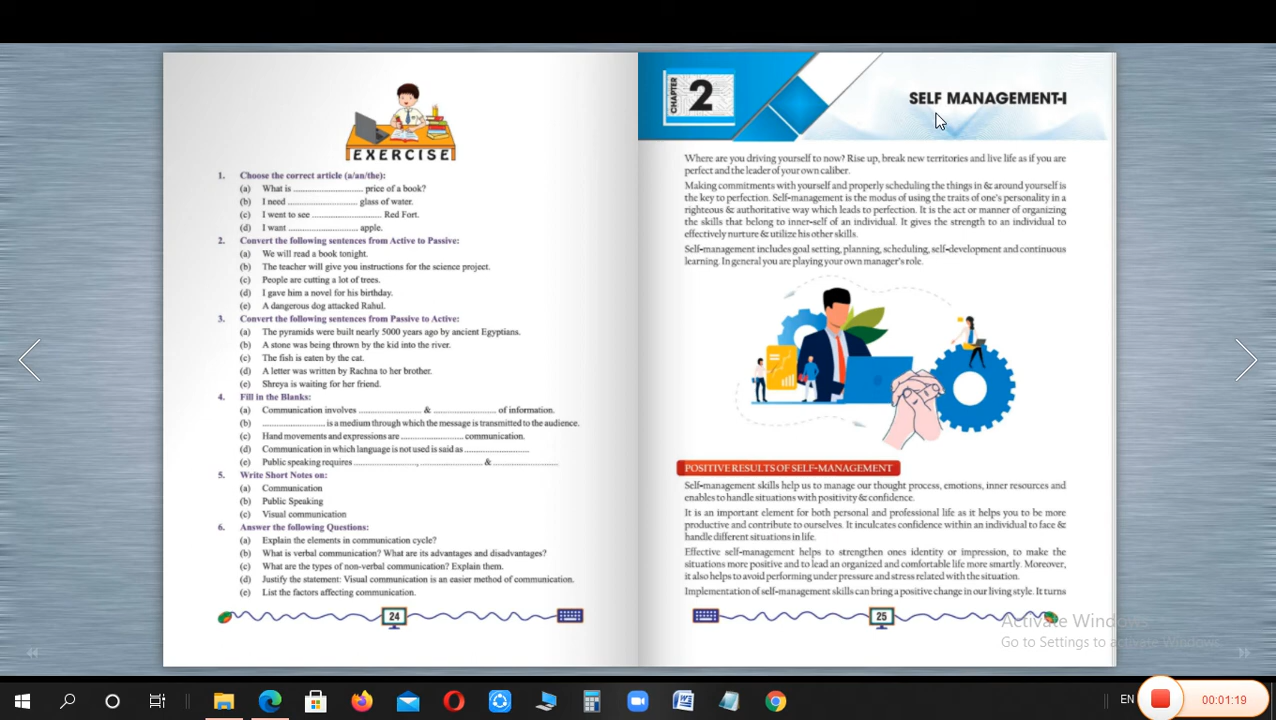 EXERCISE
1. Choose the correct article (a/an/the):
(a) What is ............................ price of a book?
(b) I need ............................ glass of water.
(c) I went to see ............................ Red Fort.
(d) I want ............................ apple.
2. Convert the following sentences from Active to Passive:
(a) We will read a book tonight.
(b) The teacher will give you instructions for the science project.
(c) People are cutting a lot of trees.
(d) I gave him a novel for his birthday.
(e) A dangerous dog attacked Rahul.
3. Convert the following sentences from Passive to Active:
(a) The pyramids were built nearly 5000 years ago by ancient Egyptians.
(b) A stone was being thrown by the kid into the river.
(c) The fish is eaten by the cat.
(d) A letter was written by Rachna to her brother.
(e) Shreya is waiting for her friend.
4. Fill in the Blanks:
(a) Communication involves ......................... & ......................... of information.
(b) ......................... is a medium through which the message is transmitted to the audience.
(c) Hand movements and expressions are ......................... communication.
(d) Communication in which language is not used is said as .........................
(e) Public speaking requires ........................., ......................... & .........................
5. Write Short Notes on:
(a) Communication
(b) Public Speaking
(c) Visual communication
6. Answer the following Questions:
(a) Explain the elements in communication cycle?
(b) What is verbal communication? What are its advantages and disadvantages?
(c) What are the types of non-verbal communication? Explain them.
(d) Justify the statement: Visual communication is an easier method of communication.
(e) List the factors affecting communication.
24
CHAPTER 2
SELF MANAGEMENT-I
Where are you driving yourself to now? Rise up, break new territories and live life as if you are
perfect and the leader of your own caliber.
Making commitments with yourself and properly scheduling the things in & around yourself is
the key to perfection. Self-management is the modus of using the traits of one's personality in a
righteous & authoritative way which leads to perfection. It is the act or manner of organizing
the skills that belong to inner-self of an individual. It gives the strength to an individual to
effectively nurture & utilize his other skills.
Self-management includes goal setting, planning, scheduling, self-development and continuous
learning. In general you are playing your own manager's role.
POSITIVE RESULTS OF SELF-MANAGEMENT
Self-management skills help us to manage our thought process, emotions, inner resources and
enables to handle situations with positivity & confidence.
It is an important element for both personal and professional life as it helps you to be more
productive and contribute to ourselves. It inculcates confidence within an individual to face &
handle different situations in life.
Effective self-management helps to strengthen ones identity or impression, to make the
situations more positive and to lead an organized and comfortable life more smartly. Moreover,
it also helps to avoid performing under pressure and stress related with the situation.
Implementation of self-management skills can bring a positive change in our living style. It turns
25
Activate Windows
Go to Settings to activate Windows.
EN
00:01:19